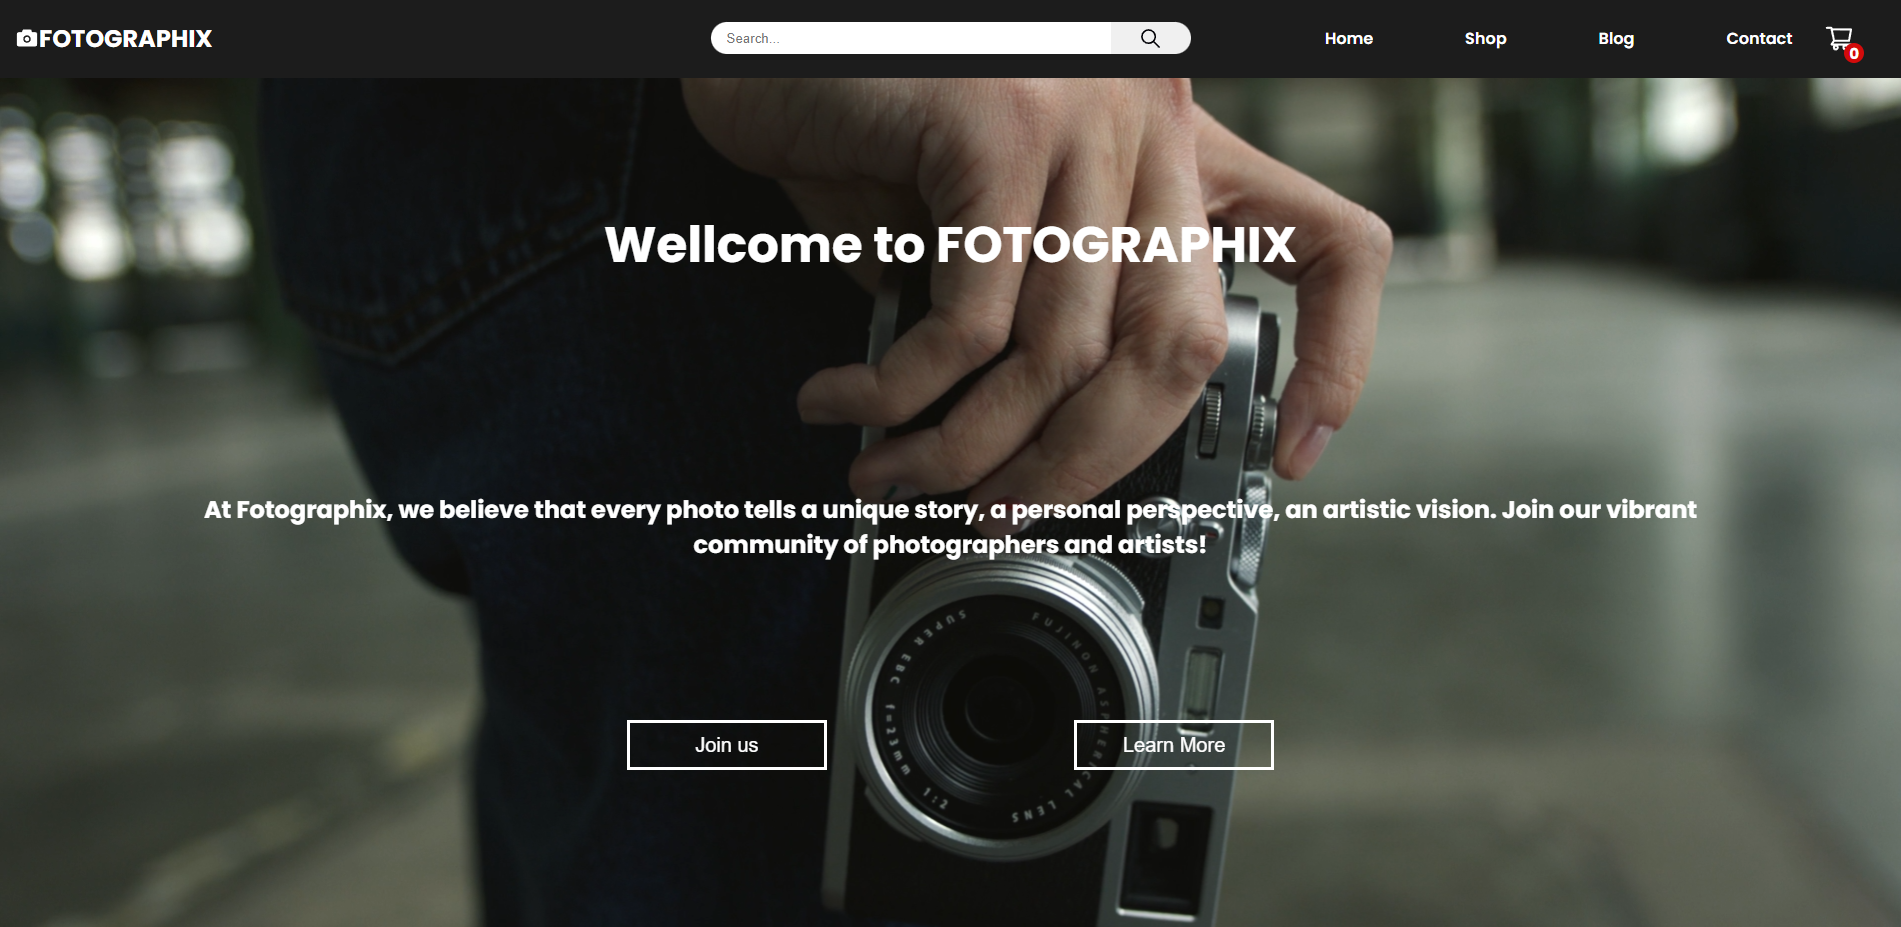 FOTOGRAPHIX
Search...
Home
Shop
Blog
Contact
0
Wellcome to FOTOGRAPHIX
At Fotographix, we believe that every photo tells a unique story, a personal perspective, an artistic vision. Join our vibrant
community of photographers and artists!
SUPER EBC f=23mm 1:2
FUJINON ASPHERICAL LENS
Join us
Learn More